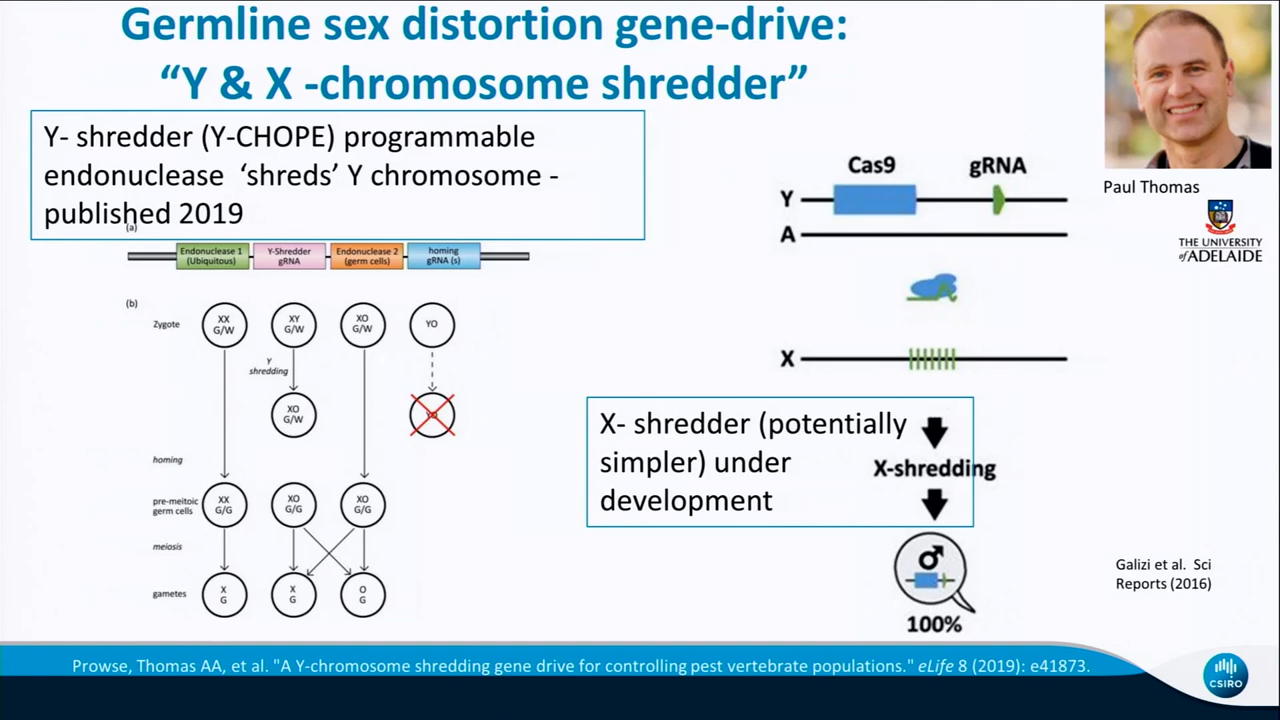 Germline sex distortion gene-drive:
“Y & X -chromosome shredder”
Y- shredder (Y-CHOPE) programmable
endonuclease ‘shreds’ Y chromosome -
published 2019
(a)
Endonuclease 1
(Ubiquitous)
Y-Shredder
gRNA
Endonuclease 2
(germ cells)
homing
gRNA (s)
(b)
Zygote
XX
G/W
XY
G/W
XO
G/W
YO
Y
shredding
XO
G/W
homing
pre-meitoic
germ cells
XX
G/G
XO
G/G
XO
G/G
meiosis
gametes
X
G
X
G
O
G
Cas9
gRNA
Y
A
X
X- shredder (potentially
simpler) under
development
X-shredding
100%
Paul Thomas
THE UNIVERSITY
of ADELAIDE
Galizi et al. Sci
Reports (2016)
Prowse, Thomas AA, et al. "A Y-chromosome shredding gene drive for controlling pest vertebrate populations." eLife 8 (2019): e41873.
CSIRO